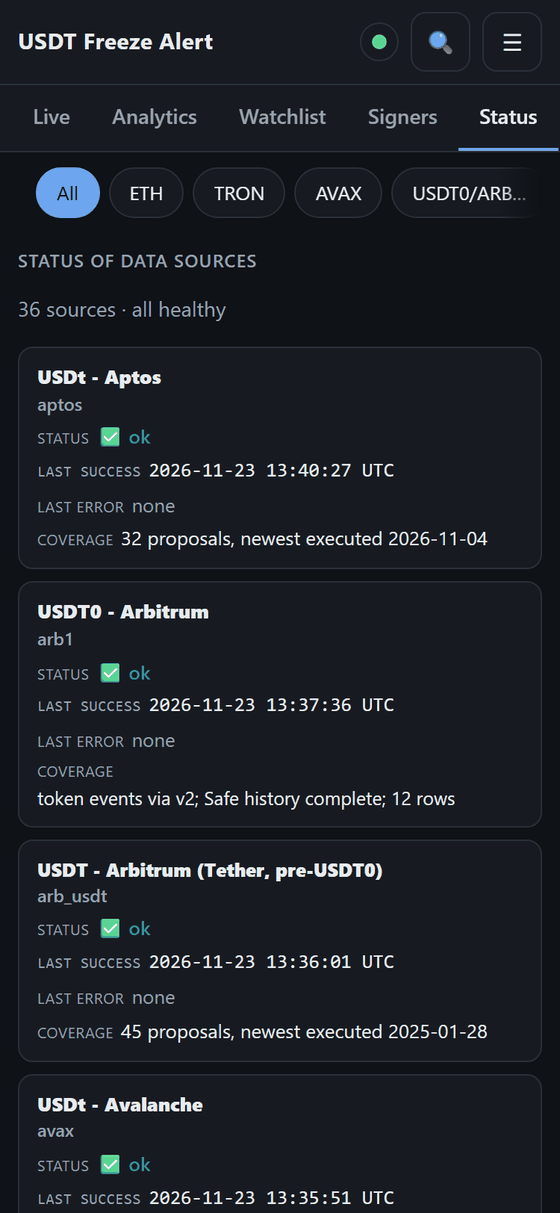 USDT Freeze Alert
Live Analytics Watchlist Signers Status
All ETH TRON AVAX USDT0/ARB...
STATUS OF DATA SOURCES
36 sources · all healthy
USDt - Aptos
aptos
STATUS ✅ ok
LAST SUCCESS 2026-11-23 13:40:27 UTC
LAST ERROR none
COVERAGE 32 proposals, newest executed 2026-11-04
USDT0 - Arbitrum
arb1
STATUS ✅ ok
LAST SUCCESS 2026-11-23 13:37:36 UTC
LAST ERROR none
COVERAGE
token events via v2; Safe history complete; 12 rows
USDT - Arbitrum (Tether, pre-USDT0)
arb_usdt
STATUS ✅ ok
LAST SUCCESS 2026-11-23 13:36:01 UTC
LAST ERROR none
COVERAGE 45 proposals, newest executed 2025-01-28
USDt - Avalanche
avax
STATUS ✅ ok
LAST SUCCESS 2026-11-23 13:35:51 UTC